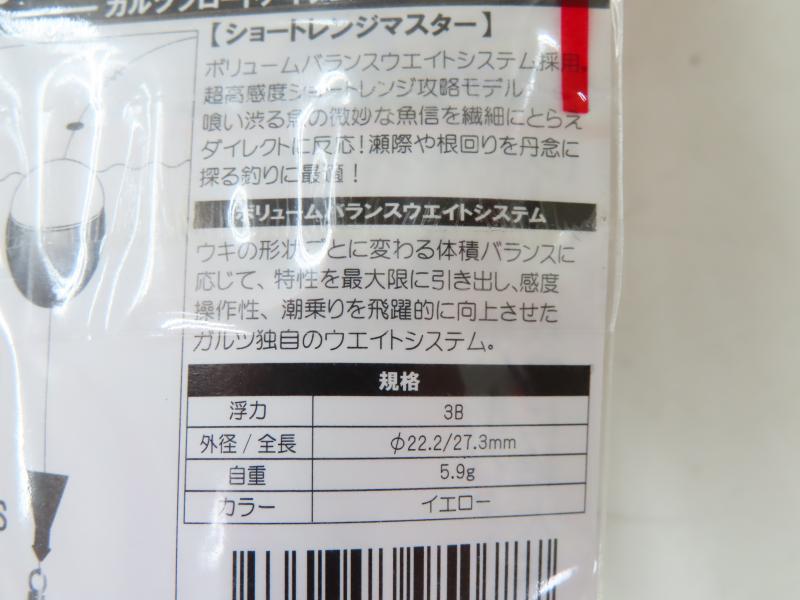 【ショートレンジマスター】
ボリュームバランスウエイトシステム採用。
超高感度ショートレンジ攻略モデル。
喰い渋る魚の微妙な魚信を繊細にとらえ
ダイレクトに反応!瀬際や根回りを丹念に
探る釣りに最適!
ボリュームバランスウエイトシステム
ウキの形状ごとに変わる体積バランスに
応じて、特性を最大限に引き出し、感度
操作性、潮乗りを飛躍的に向上させた
ガルツ独自のウエイトシステム。
規格
浮力 3B
外径/全長 φ22.2/27.3mm
自重 5.9g
カラー イエロー
S